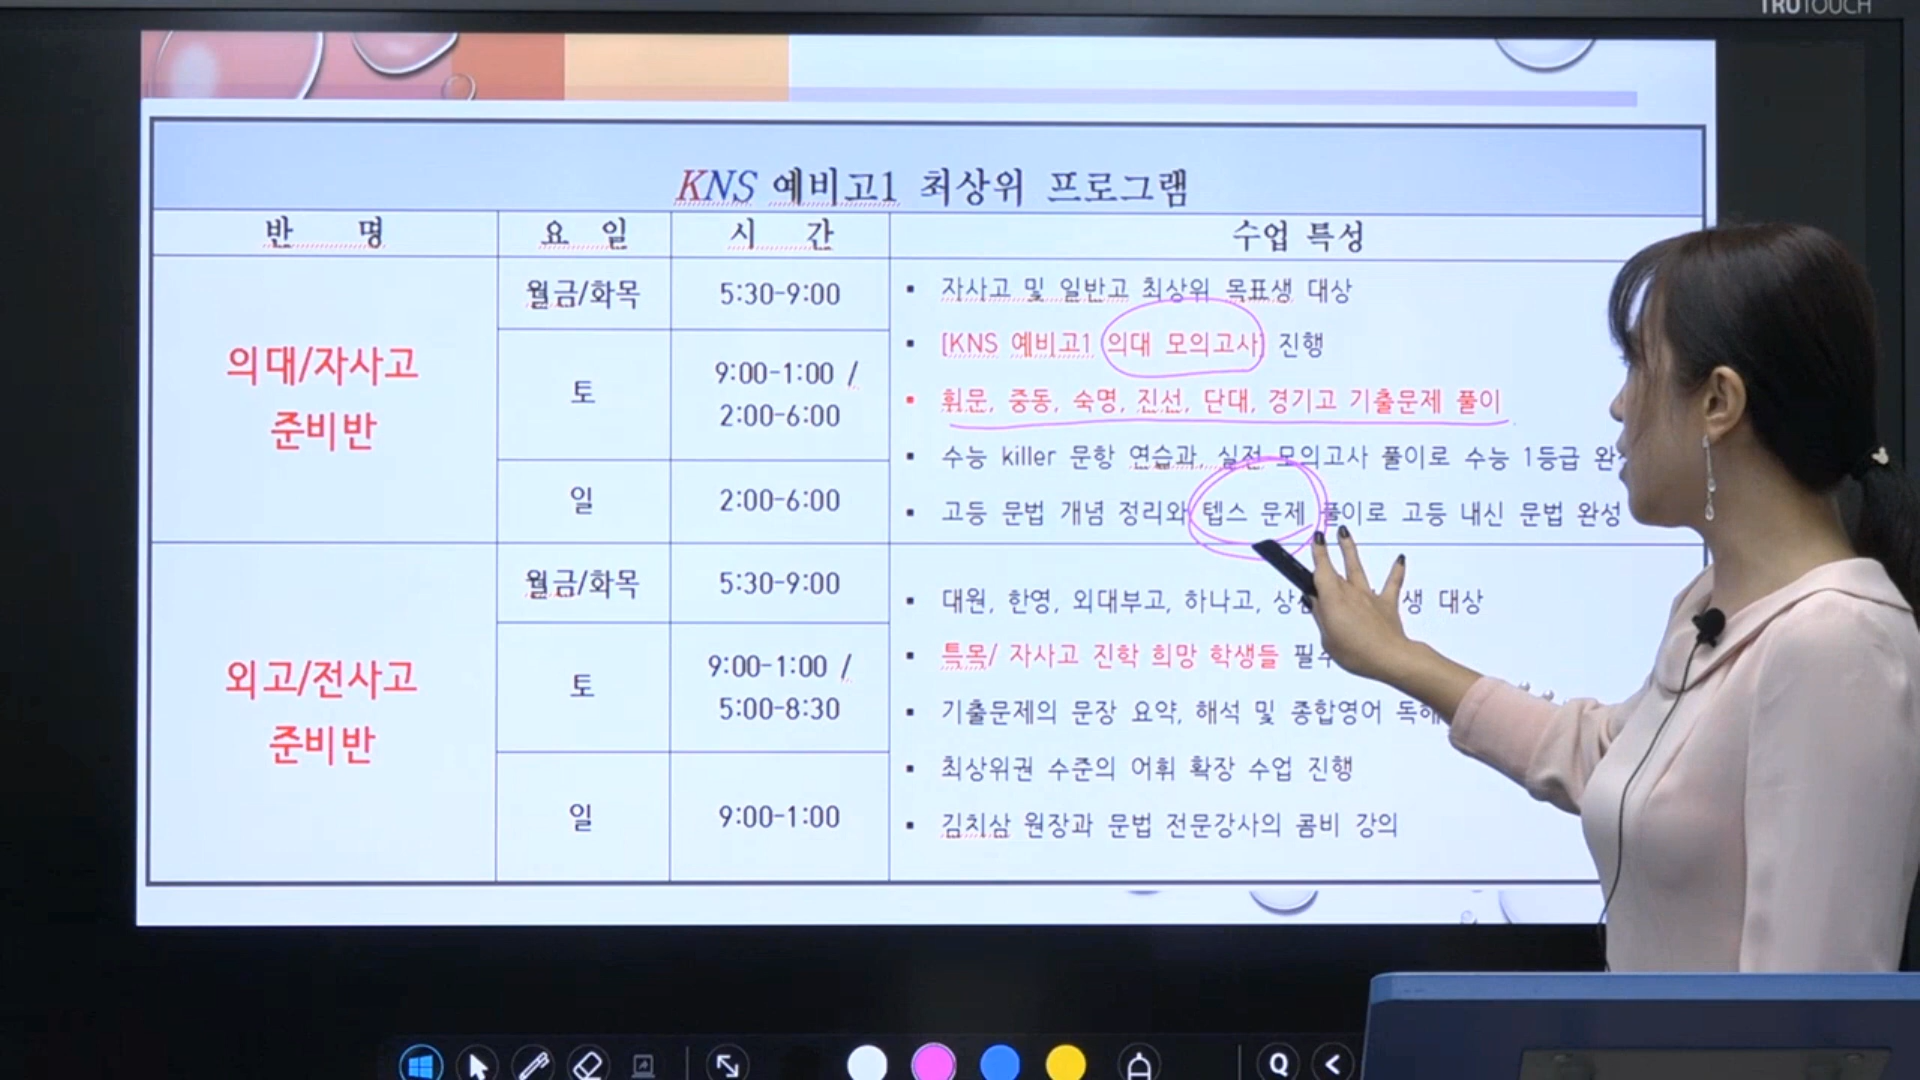 TRUTOUCH
KNS 예비고1 최상위 프로그램
반 명
요 일
시 간
수업 특성
의대/자사고
준비반
월금/화목
5:30-9:00
토
9:00-1:00 /
2:00-6:00
일
2:00-6:00
▪ 자사고 및 일반고 최상위 목표생 대상
▪ [KNS 예비고1 의대 모의고사] 진행
▪ 휘문, 중동, 숙명, 진선, 단대, 경기고 기출문제 풀이
▪ 수능 killer 문항 연습과, 실전 모의고사 풀이로 수능 1등급
▪ 고등 문법 개념 정리와 텝스 문제 풀이로 고등 내신 문법 완성
외고/전사고
준비반
월금/화목
5:30-9:00
토
9:00-1:00 /
5:00-8:30
일
9:00-1:00
▪ 대원, 한영, 외대부고, 하나고, 대상
▪ 특목/ 자사고 진학 희망 학생들
▪ 기출문제의 문장 요약, 해석 및 종합영어
▪ 최상위권 수준의 어휘 확장 수업 진행
▪ 김치삼 원장과 문법 전문강사의 콤비 강의